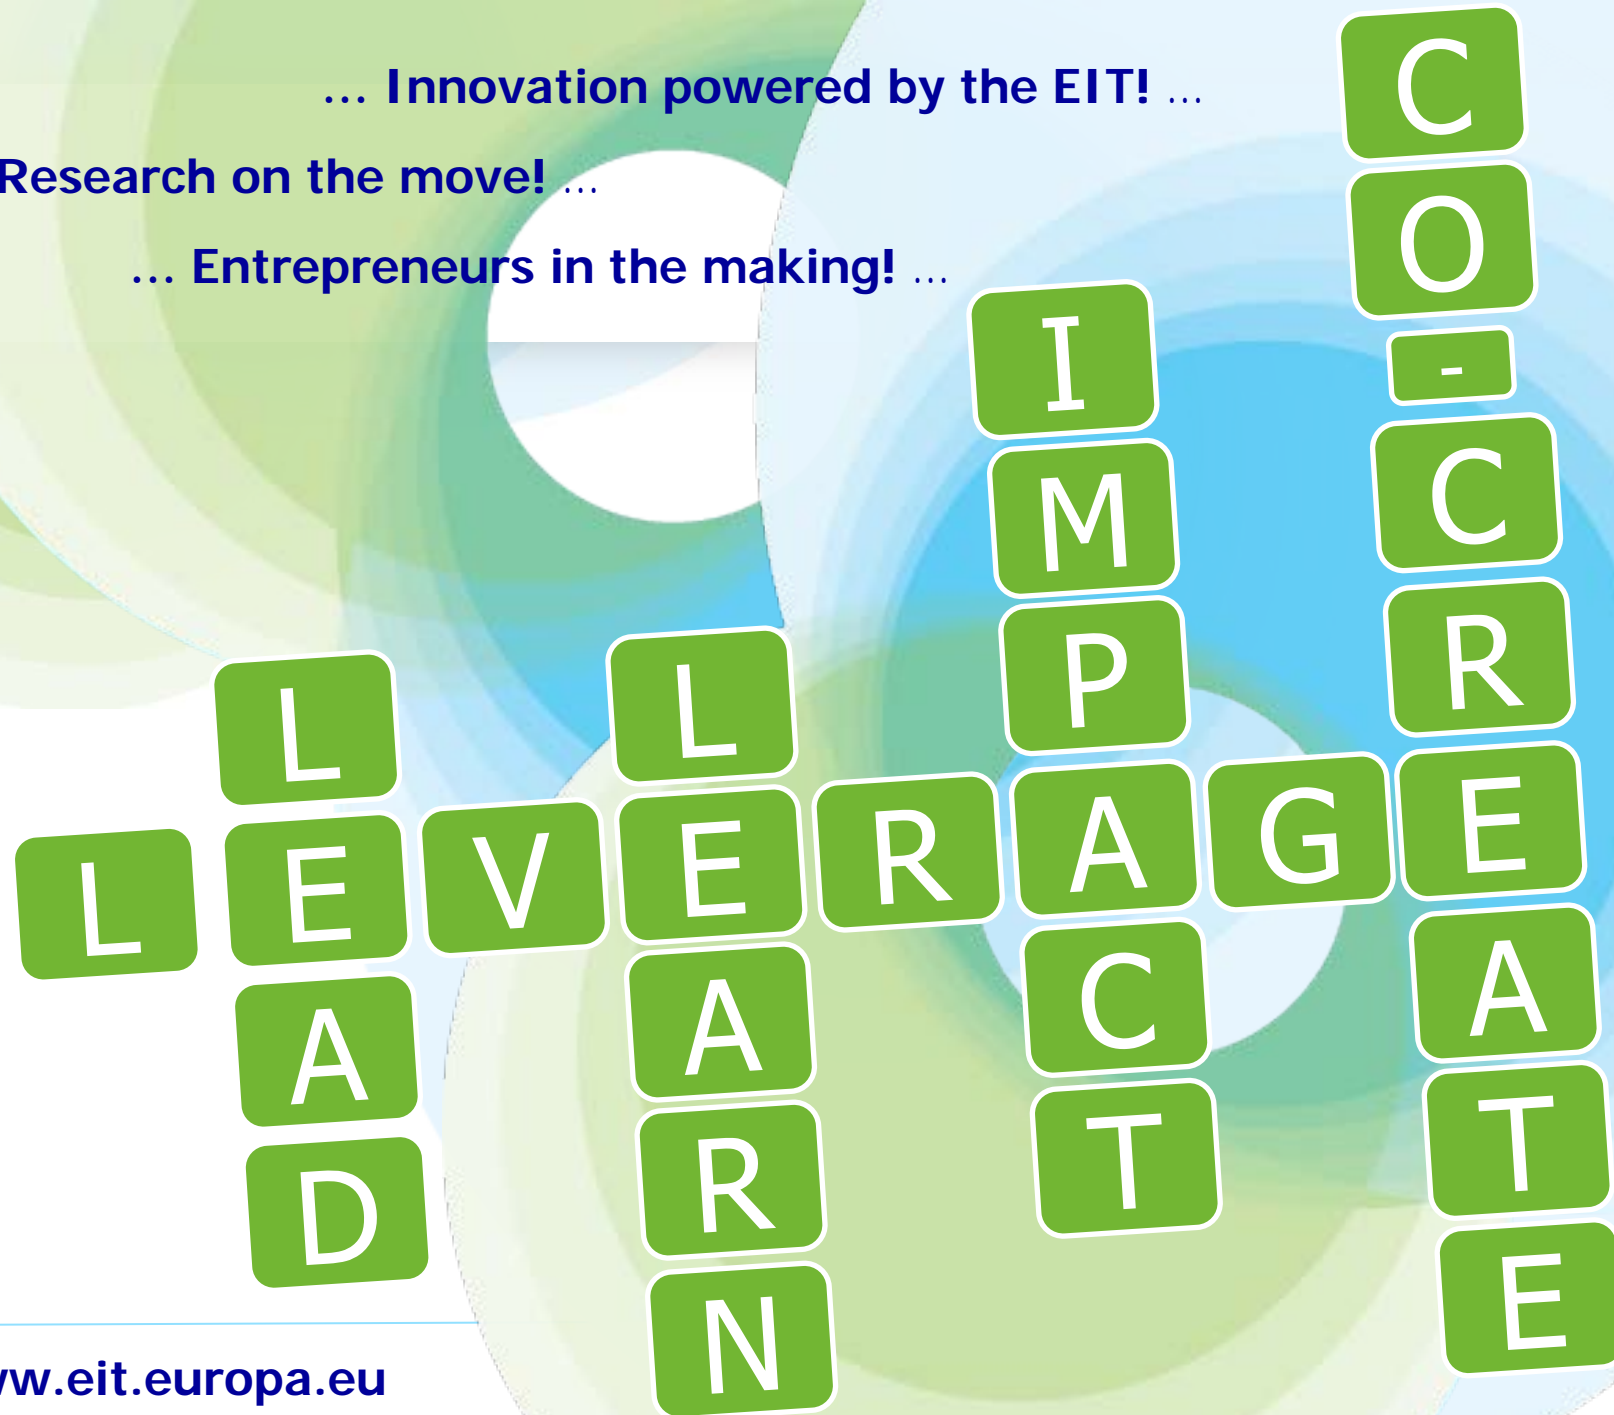 ... Innovation powered by the EIT! ...
Research on the move! ...
... Entrepreneurs in the making! ...
CO-CREATE
IMPACT
LEARN
LEAD
LEVERAGE
w.eit.europa.eu